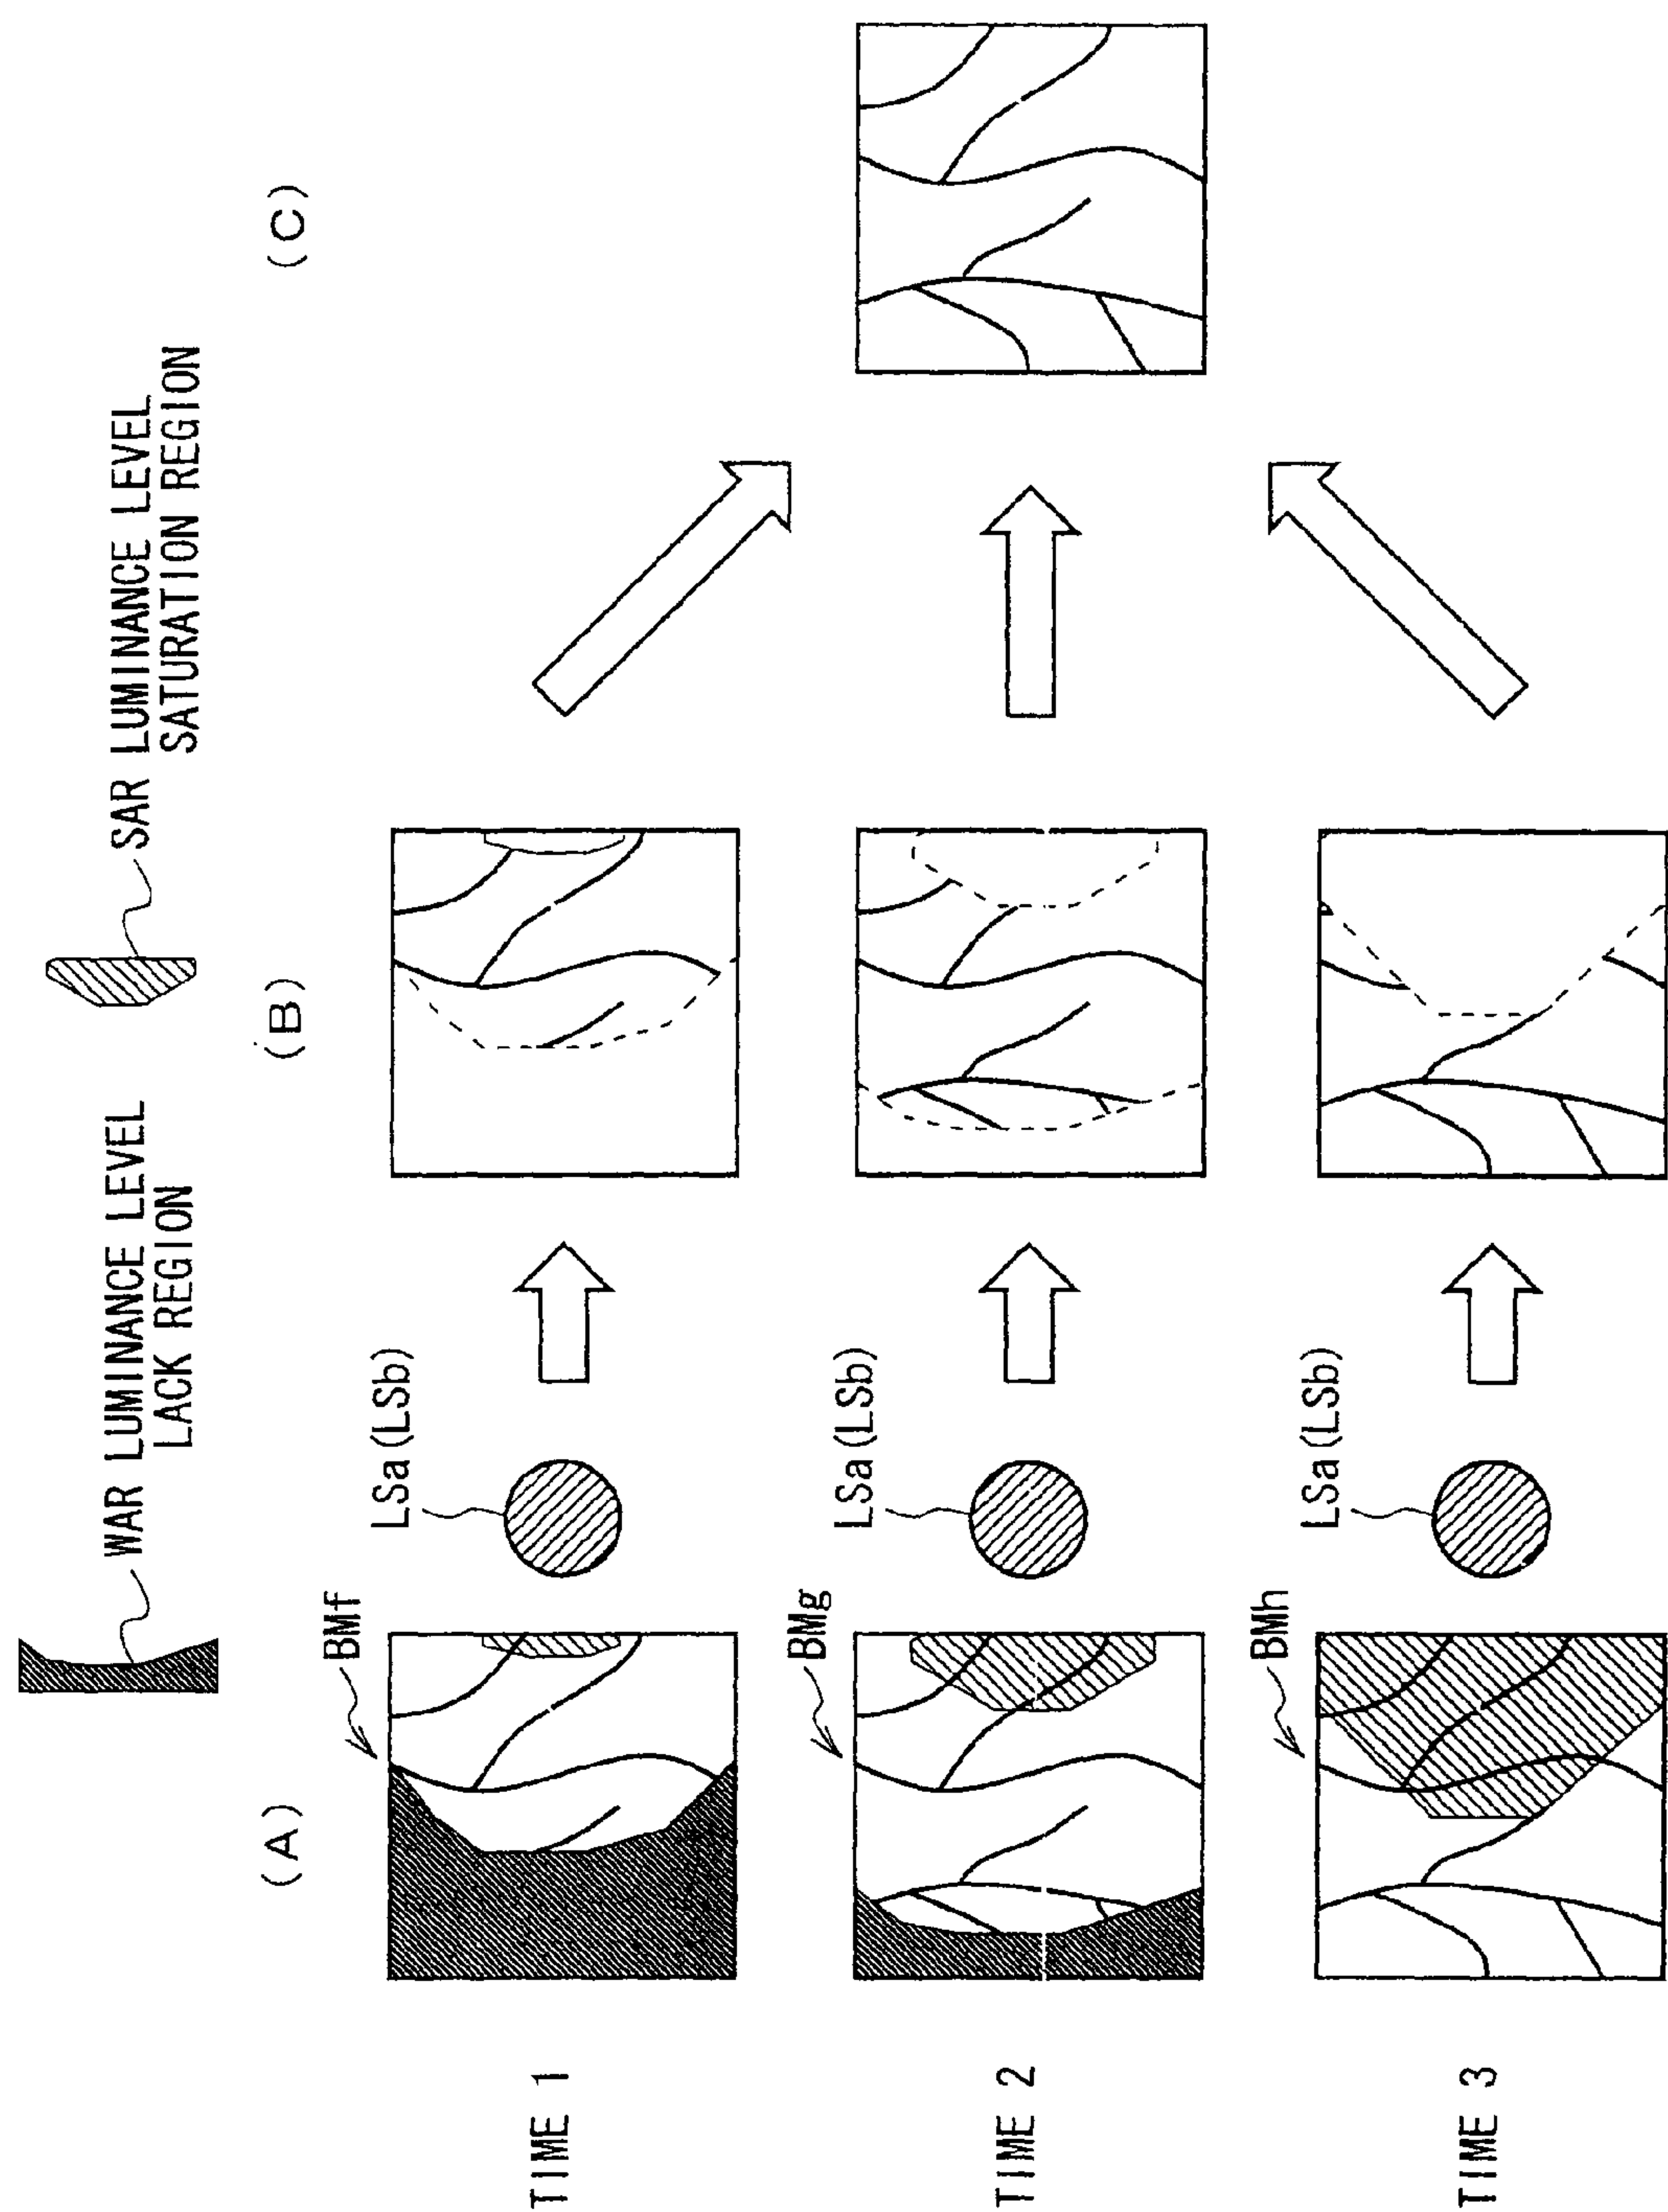 WAR LUMINANCE LEVEL
LACK REGION
SAR LUMINANCE LEVEL
SATURATION REGION
(A)
(B)
(C)
TIME 1
BMf
LSa(LSb)
TIME 2
BMg
LSa(LSb)
TIME 3
BMh
LSa(LSb)